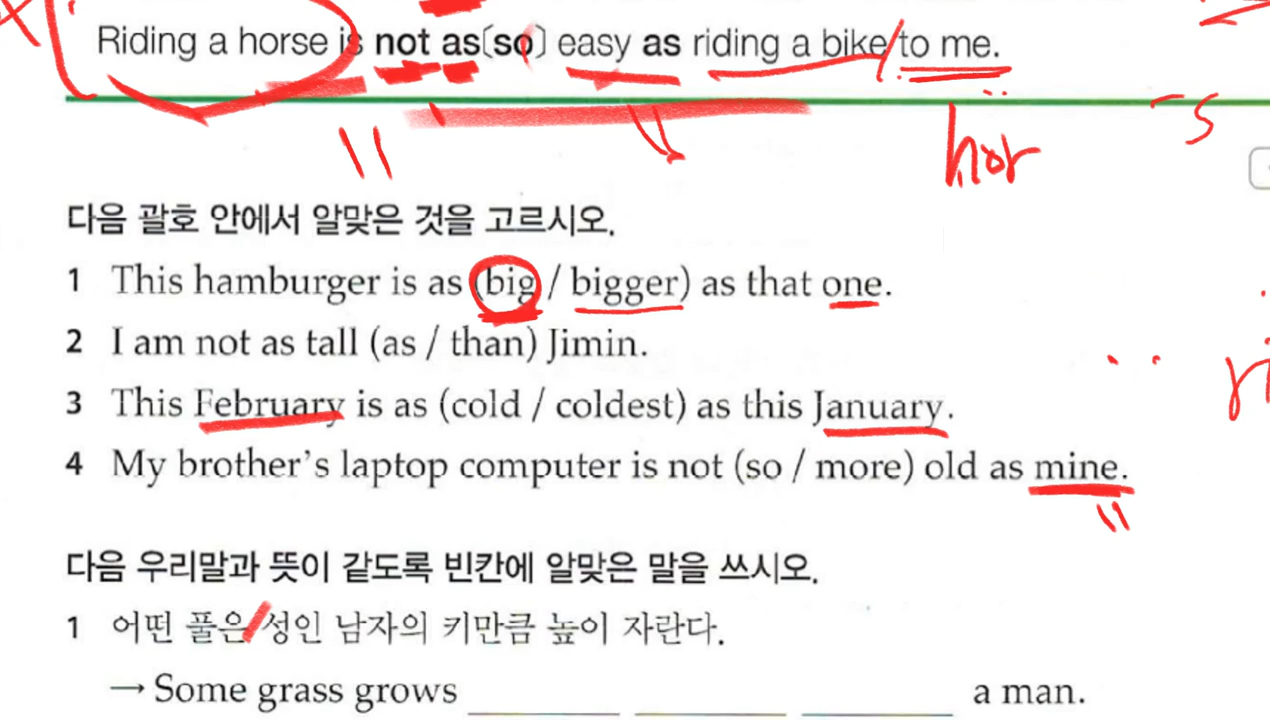 Riding a horse is not as(so) easy as riding a bike to me.
hor
다음 괄호 안에서 알맞은 것을 고르시오.
1 This hamburger is as (big / bigger) as that one.
2 I am not as tall (as / than) Jimin.
3 This February is as (cold / coldest) as this January.
4 My brother's laptop computer is not (so / more) old as mine.
다음 우리말과 뜻이 같도록 빈칸에 알맞은 말을 쓰시오.
1 어떤 풀은 성인 남자의 키만큼 높이 자란다.
→ Some grass grows ______ ______ ______ a man.